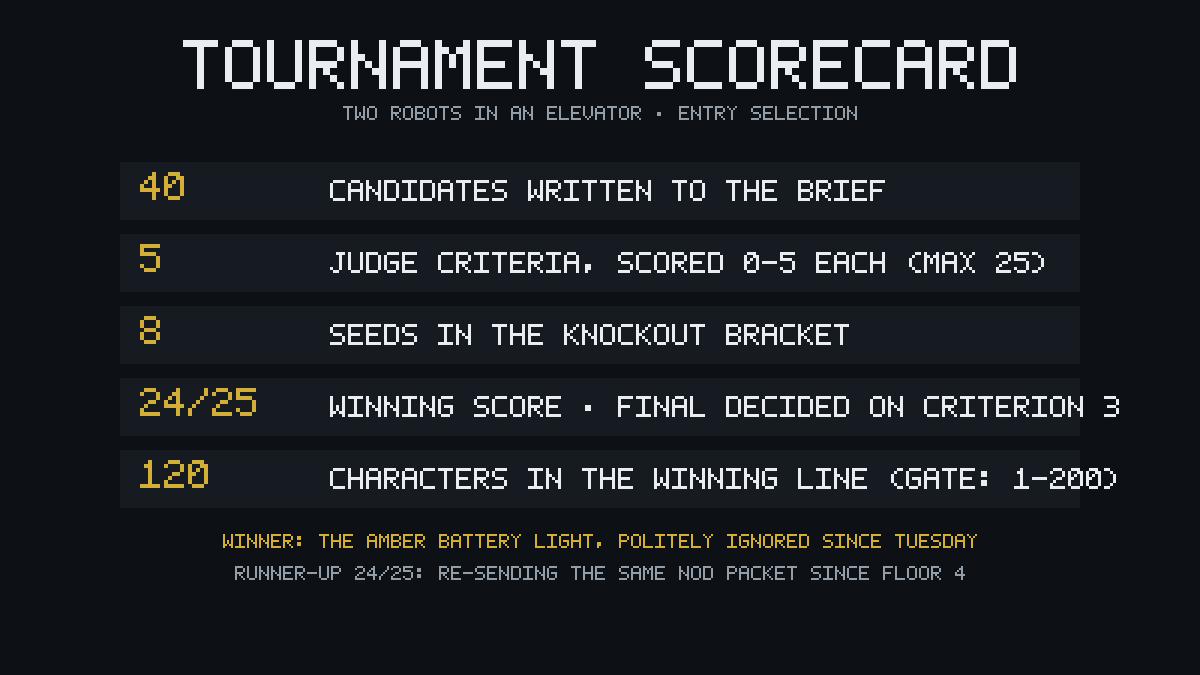 TOURNAMENT SCORECARD
TWO ROBOTS IN AN ELEVATOR · ENTRY SELECTION
40 CANDIDATES WRITTEN TO THE BRIEF
5 JUDGE CRITERIA, SCORED 0-5 EACH (MAX 25)
8 SEEDS IN THE KNOCKOUT BRACKET
24/25 WINNING SCORE · FINAL DECIDED ON CRITERION 3
120 CHARACTERS IN THE WINNING LINE (GATE: 1-200)
WINNER: THE AMBER BATTERY LIGHT, POLITELY IGNORED SINCE TUESDAY
RUNNER-UP 24/25: RE-SENDING THE SAME NOD PACKET SINCE FLOOR 4